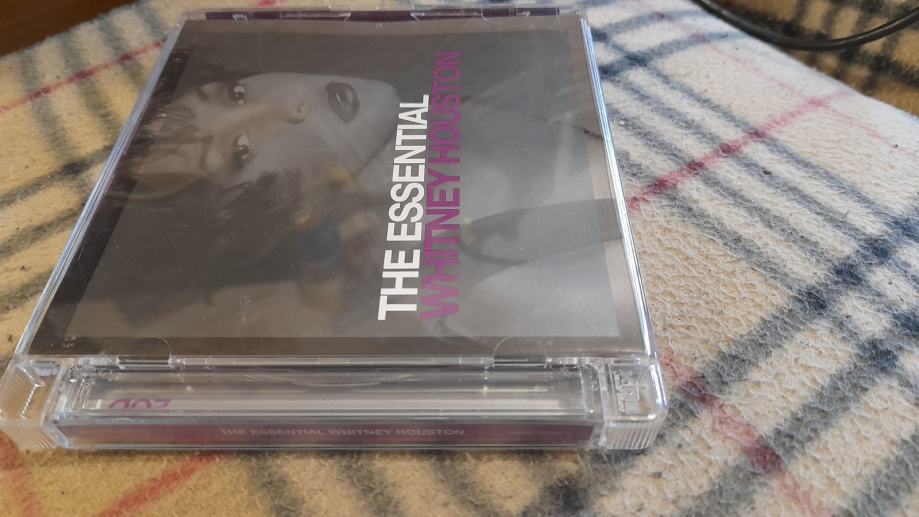 THE ESSENTIAL
WHITNEY HOUSTON
THE ESSENTIAL WHITNEY HOUSTON